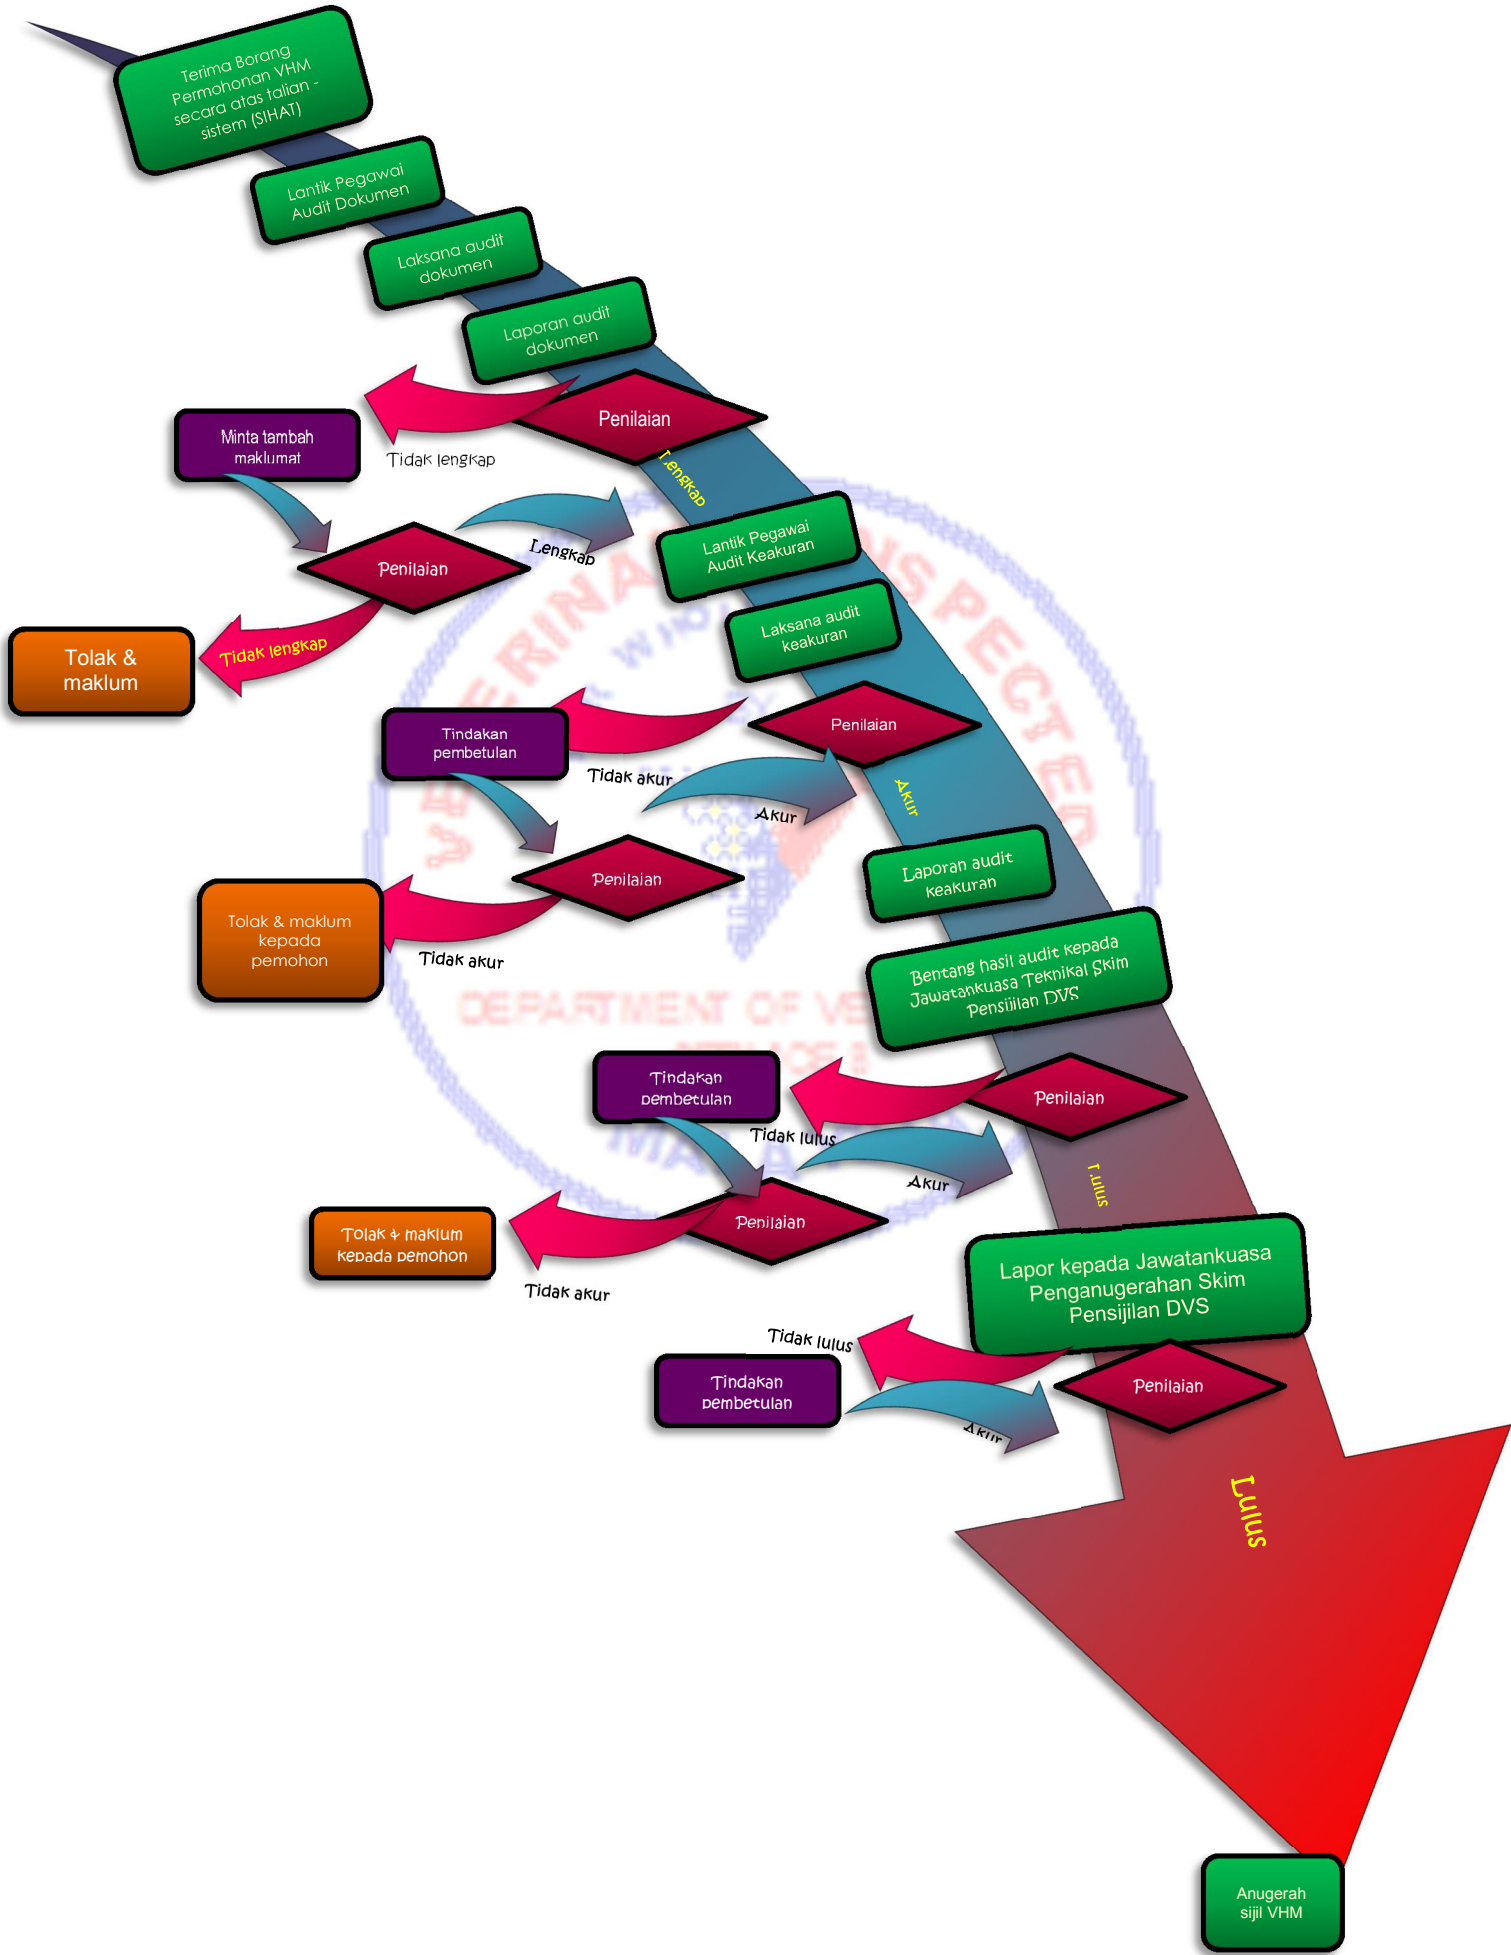 Terima Borang
Permohonan VHM
secara atas talian -
sistem (SIHAT)
Lantik Pegawai
Audit Dokumen
Laksana audit
dokumen
Laporan audit
dokumen
Penilaian
Tidak lengkap
Minta tambah
maklumat
Lengkap
Penilaian
Lengkap
Tidak lengkap
Tolak &
maklum
Lantik Pegawai
Audit Keakuran
Laksana audit
keakuran
Penilaian
Tindakan
pembetulan
Tidak akur
Akur
Akur
Penilaian
Tolak & maklum
kepada
pemohon
Tidak akur
Laporan audit
keakuran
Bentang hasil audit kepada
Jawatankuasa Teknikal Skim
Pensijilan DVS
Penilaian
Tindakan
pembetulan
Tidak lulus
Akur
Lulus
Penilaian
Tolak & maklum
kepada pemohon
Tidak akur
Lapor kepada Jawatankuasa
Penganugerahan Skim
Pensijilan DVS
Tidak lulus
Penilaian
Tindakan
pembetulan
Akur
Lulus
Anugerah
sijil VHM
DEPARTMENT OF